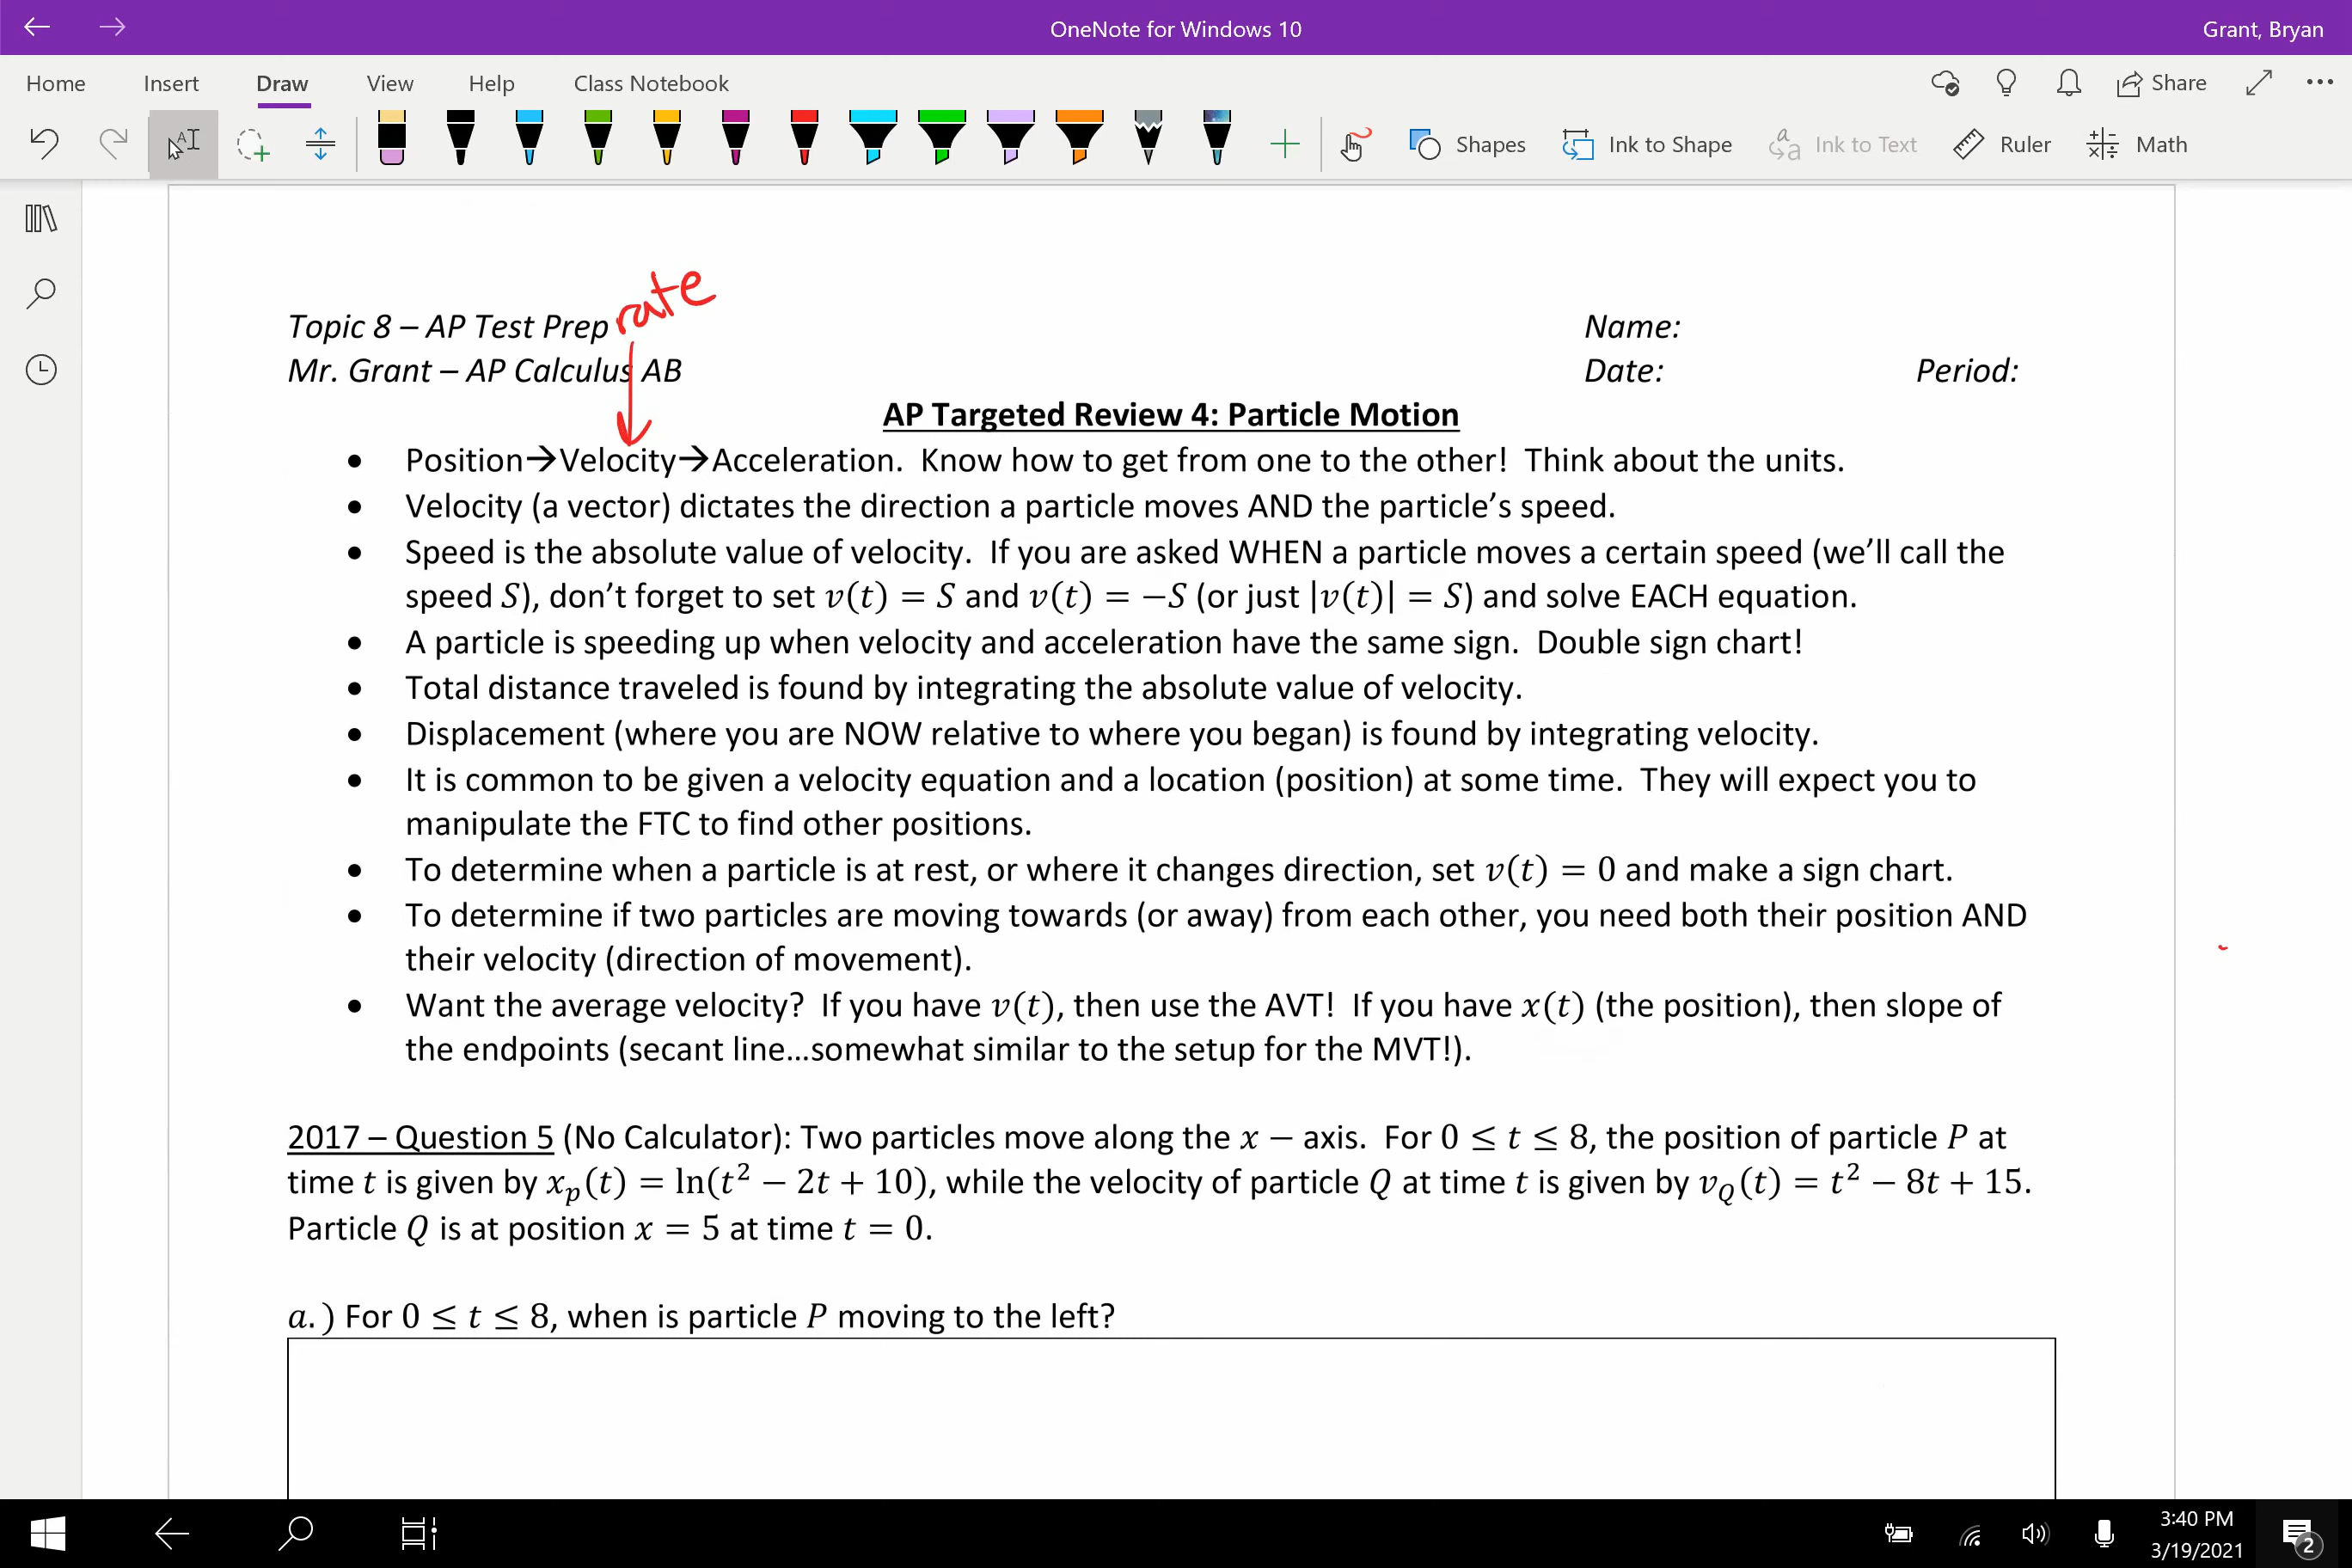 OneNote for Windows 10
Grant, Bryan
Home Insert Draw View Help Class Notebook
Share
Shapes Ink to Shape Ink to Text Ruler Math
rate
Topic 8 – AP Test Prep
Name:
Mr. Grant – AP Calculus AB
Date: Period:
AP Targeted Review 4: Particle Motion
• Position→Velocity→Acceleration. Know how to get from one to the other! Think about the units.
• Velocity (a vector) dictates the direction a particle moves AND the particle’s speed.
• Speed is the absolute value of velocity. If you are asked WHEN a particle moves a certain speed (we’ll call the
speed S), don’t forget to set v(t) = S and v(t) = −S (or just |v(t)| = S) and solve EACH equation.
• A particle is speeding up when velocity and acceleration have the same sign. Double sign chart!
• Total distance traveled is found by integrating the absolute value of velocity.
• Displacement (where you are NOW relative to where you began) is found by integrating velocity.
• It is common to be given a velocity equation and a location (position) at some time. They will expect you to
manipulate the FTC to find other positions.
• To determine when a particle is at rest, or where it changes direction, set v(t) = 0 and make a sign chart.
• To determine if two particles are moving towards (or away) from each other, you need both their position AND
their velocity (direction of movement).
• Want the average velocity? If you have v(t), then use the AVT! If you have x(t) (the position), then slope of
the endpoints (secant line…somewhat similar to the setup for the MVT!).
2017 – Question 5 (No Calculator): Two particles move along the x − axis. For 0 ≤ t ≤ 8, the position of particle P at
time t is given by xₚ(t) = ln(t² − 2t + 10), while the velocity of particle Q at time t is given by v_Q(t) = t² − 8t + 15.
Particle Q is at position x = 5 at time t = 0.
a.) For 0 ≤ t ≤ 8, when is particle P moving to the left?
3:40 PM
3/19/2021
2